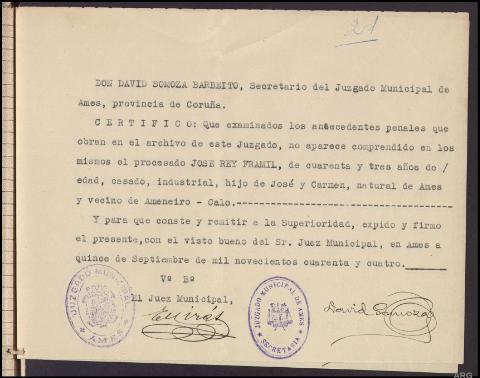 21
DON DAVID SOMOZA BARBEITO, Secretario del Juzgado Municipal de
Ames, provincia de Coruña.
C E R T I F I C O: Que examinados los antecedentes penales que
obran en el archivo de este Juzgado, no aparece comprendido en los
mismos el procesado JOSE REY FRAMIL, de cuarenta y tres años de /
edad, casado, industrial, hijo de José y Carmen, natural de Ames
y vecino de Ameneiro - Calo.------------------------------------
Y para que conste y remitir a la Superioridad, expido y firmo
el presente,con el visto bueno del Sr. Juez Municipal, en Ames a
quince de Septiembre de mil novecientos cuarenta y cuatro.______
Vº Bº
El Juez Municipal,
JUZGADO MUNICIPAL
AMES
JUZGADO MUNICIPAL DE AMES
SECRETARIA
David Somoza
ARG